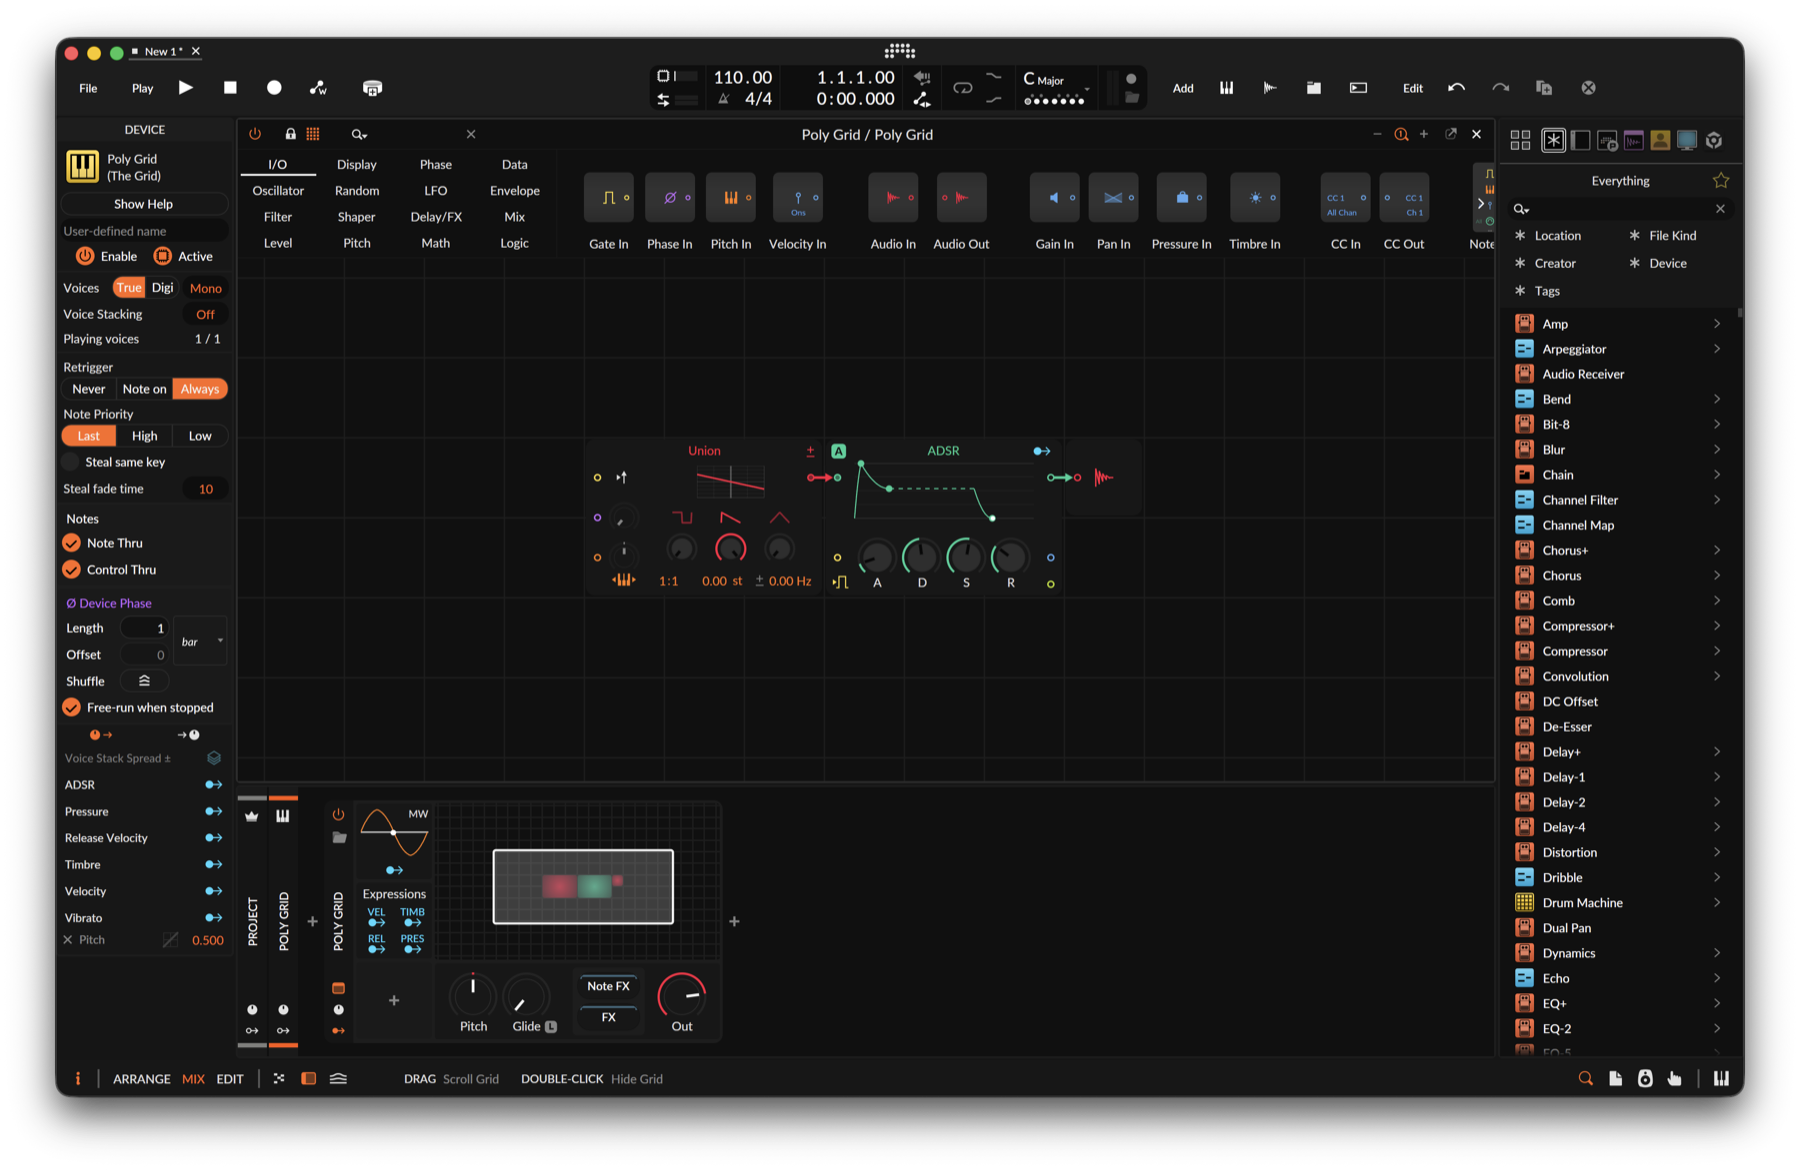 New 1*
File
Play
110.00
4/4
1.1.1.00
0:00.000
C Major
Add
Edit
DEVICE
Poly Grid
(The Grid)
Show Help
User-defined name
Enable
Active
Voices
True
Digi
Mono
Voice Stacking
Off
Playing voices
1 / 1
Retrigger
Never
Note on
Always
Note Priority
Last
High
Low
Steal same key
Steal fade time
10
Notes
Note Thru
Control Thru
Ø Device Phase
Length
1
bar
Offset
0
Shuffle
Free-run when stopped
Voice Stack Spread ±
ADSR
Pressure
Release Velocity
Timbre
Velocity
Vibrato
Pitch
0.500
Poly Grid / Poly Grid
I/O
Display
Phase
Data
Oscillator
Random
LFO
Envelope
Filter
Shaper
Delay/FX
Mix
Level
Pitch
Math
Logic
Ons
CC 1
All Chan
CC 1
Ch 1
Gate In
Phase In
Pitch In
Velocity In
Audio In
Audio Out
Gain In
Pan In
Pressure In
Timbre In
CC In
CC Out
Note
Union
1:1
0.00 st
± 0.00 Hz
A
ADSR
A
D
S
R
PROJECT
POLY GRID
POLY GRID
MW
Expressions
VEL
TIMB
REL
PRES
Pitch
Glide
L
Note FX
FX
Out
Everything
Location
File Kind
Creator
Device
Tags
Amp
Arpeggiator
Audio Receiver
Bend
Bit-8
Blur
Chain
Channel Filter
Channel Map
Chorus+
Chorus
Comb
Compressor+
Compressor
Convolution
DC Offset
De-Esser
Delay+
Delay-1
Delay-2
Delay-4
Distortion
Dribble
Drum Machine
Dual Pan
Dynamics
Echo
EQ+
EQ-2
EQ-5
i
ARRANGE
MIX
EDIT
DRAG Scroll Grid
DOUBLE-CLICK Hide Grid